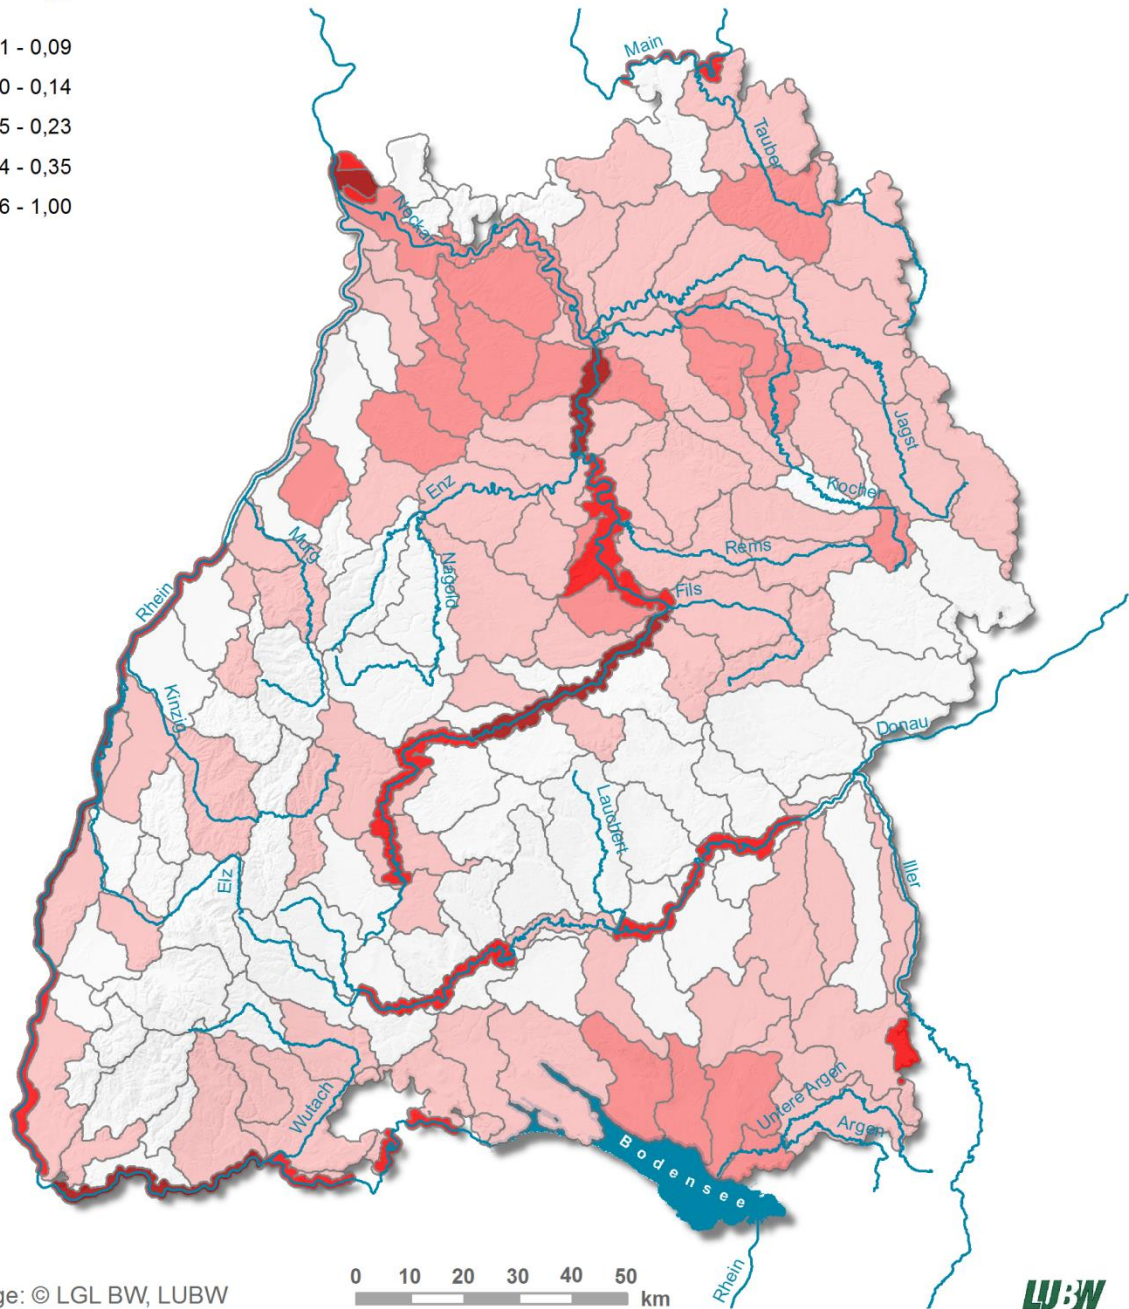 1 - 0,09
0 - 0,14
5 - 0,23
4 - 0,35
6 - 1,00
Main
Tauber
Neckar
Jagst
Kocher
Enz
Murg
Nagold
Rems
Fils
Rhein
Kinzig
Donau
Lauchert
Elz
Iller
Wutach
Untere Argen
Argen
Bodensee
Rhein
0 10 20 30 40 50
km
ge: © LGL BW, LUBW
LUBW